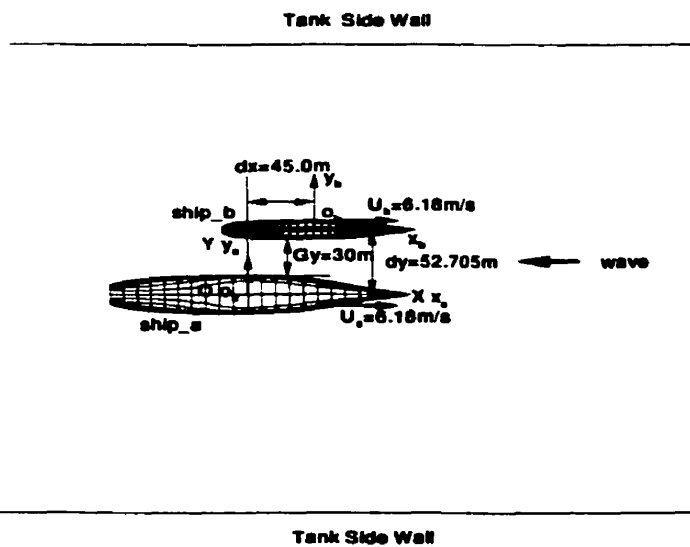 Tank Side Wall
dx=45.0m
y_b
ship_b
o_b
U_b=6.18m/s
x_b
Y y_a
Gy=30m
dy=52.705m
wave
O o_a
X x_a
ship_a
U_a=6.18m/s
Tank Side Wall